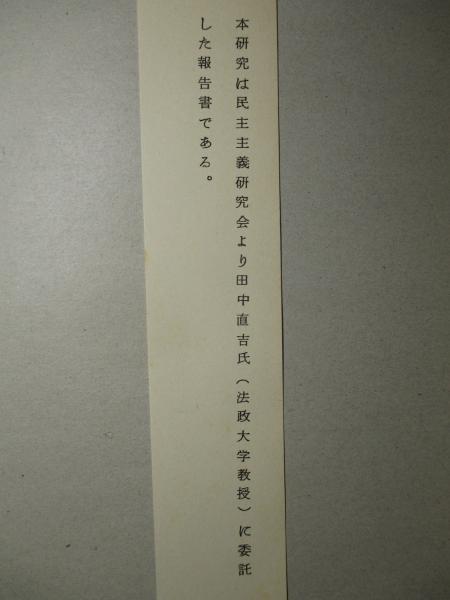 本研究は民主主義研究会より田中直吉氏(法政大学教授)に委託
した報告書である。